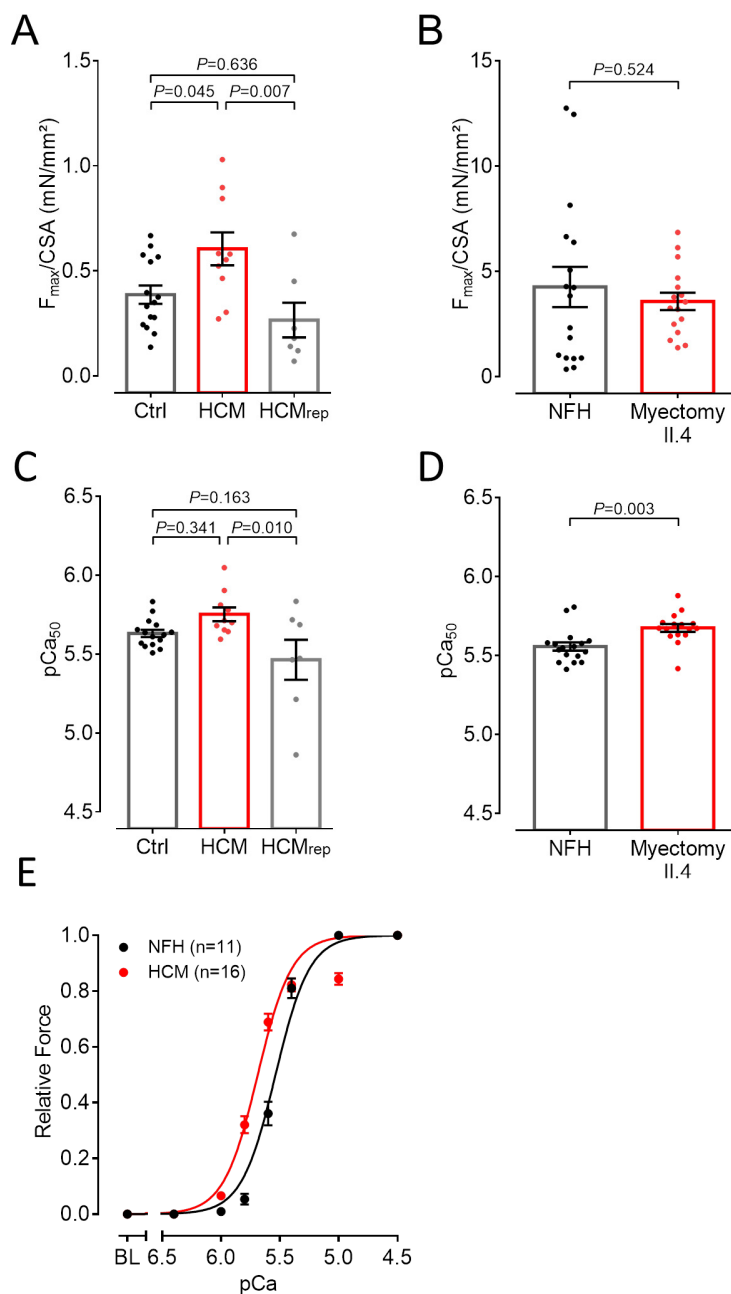 A
1.5
1.0
0.5
0.0
Fmax/CSA (mN/mm²)
P=0.636
P=0.045
P=0.007
Ctrl
HCM
HCMrep
B
15
10
5
0
Fmax/CSA (mN/mm²)
P=0.524
NFH
Myectomy
II.4
C
6.5
6.0
5.5
5.0
4.5
pCa50
P=0.163
P=0.341
P=0.010
Ctrl
HCM
HCMrep
D
6.5
6.0
5.5
5.0
4.5
pCa50
P=0.003
NFH
Myectomy
II.4
E
1.0
0.8
0.6
0.4
0.2
0.0
Relative Force
NFH (n=11)
HCM (n=16)
BL 6.5 6.0 5.5 5.0 4.5
pCa